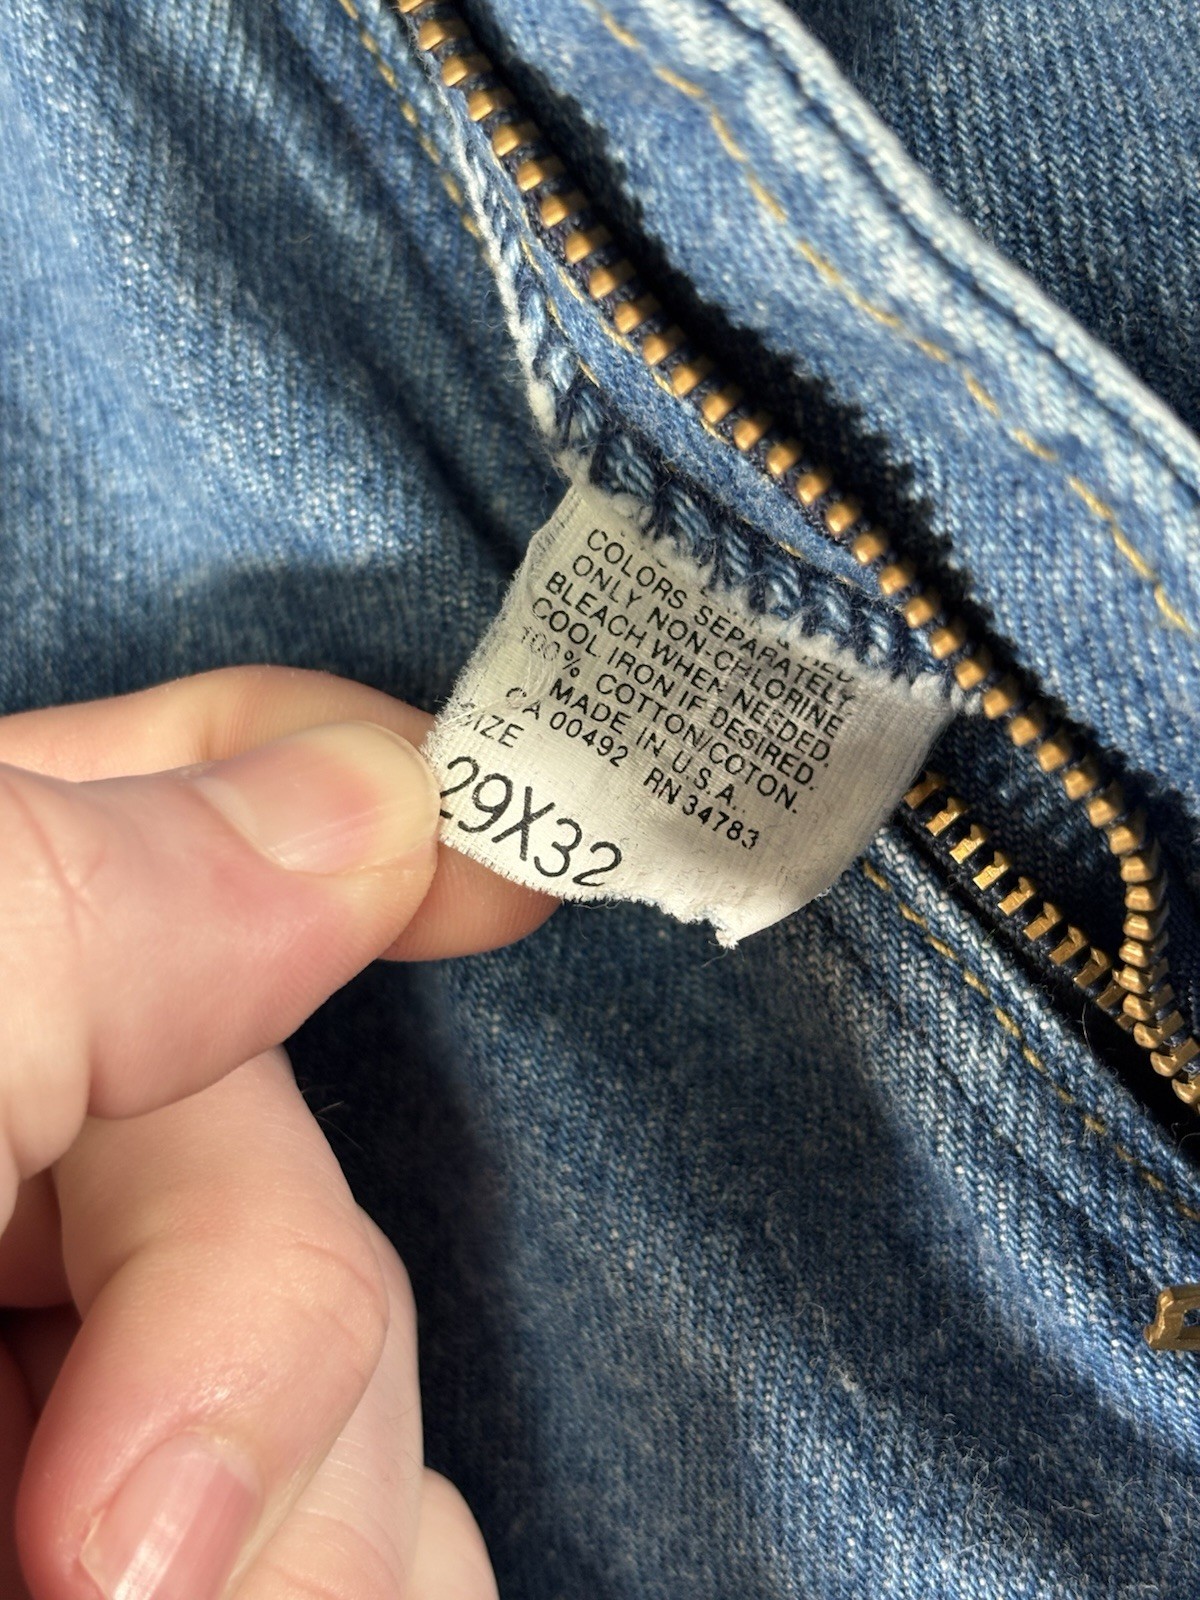 COLORS SEPARATELY
ONLY NON-CHLORINE
BLEACH WHEN NEEDED.
COOL IRON IF DESIRED.
100% COTTON/COTON.
MADE IN U.S.A.
CA 00492 RN 34783
SIZE
29X32